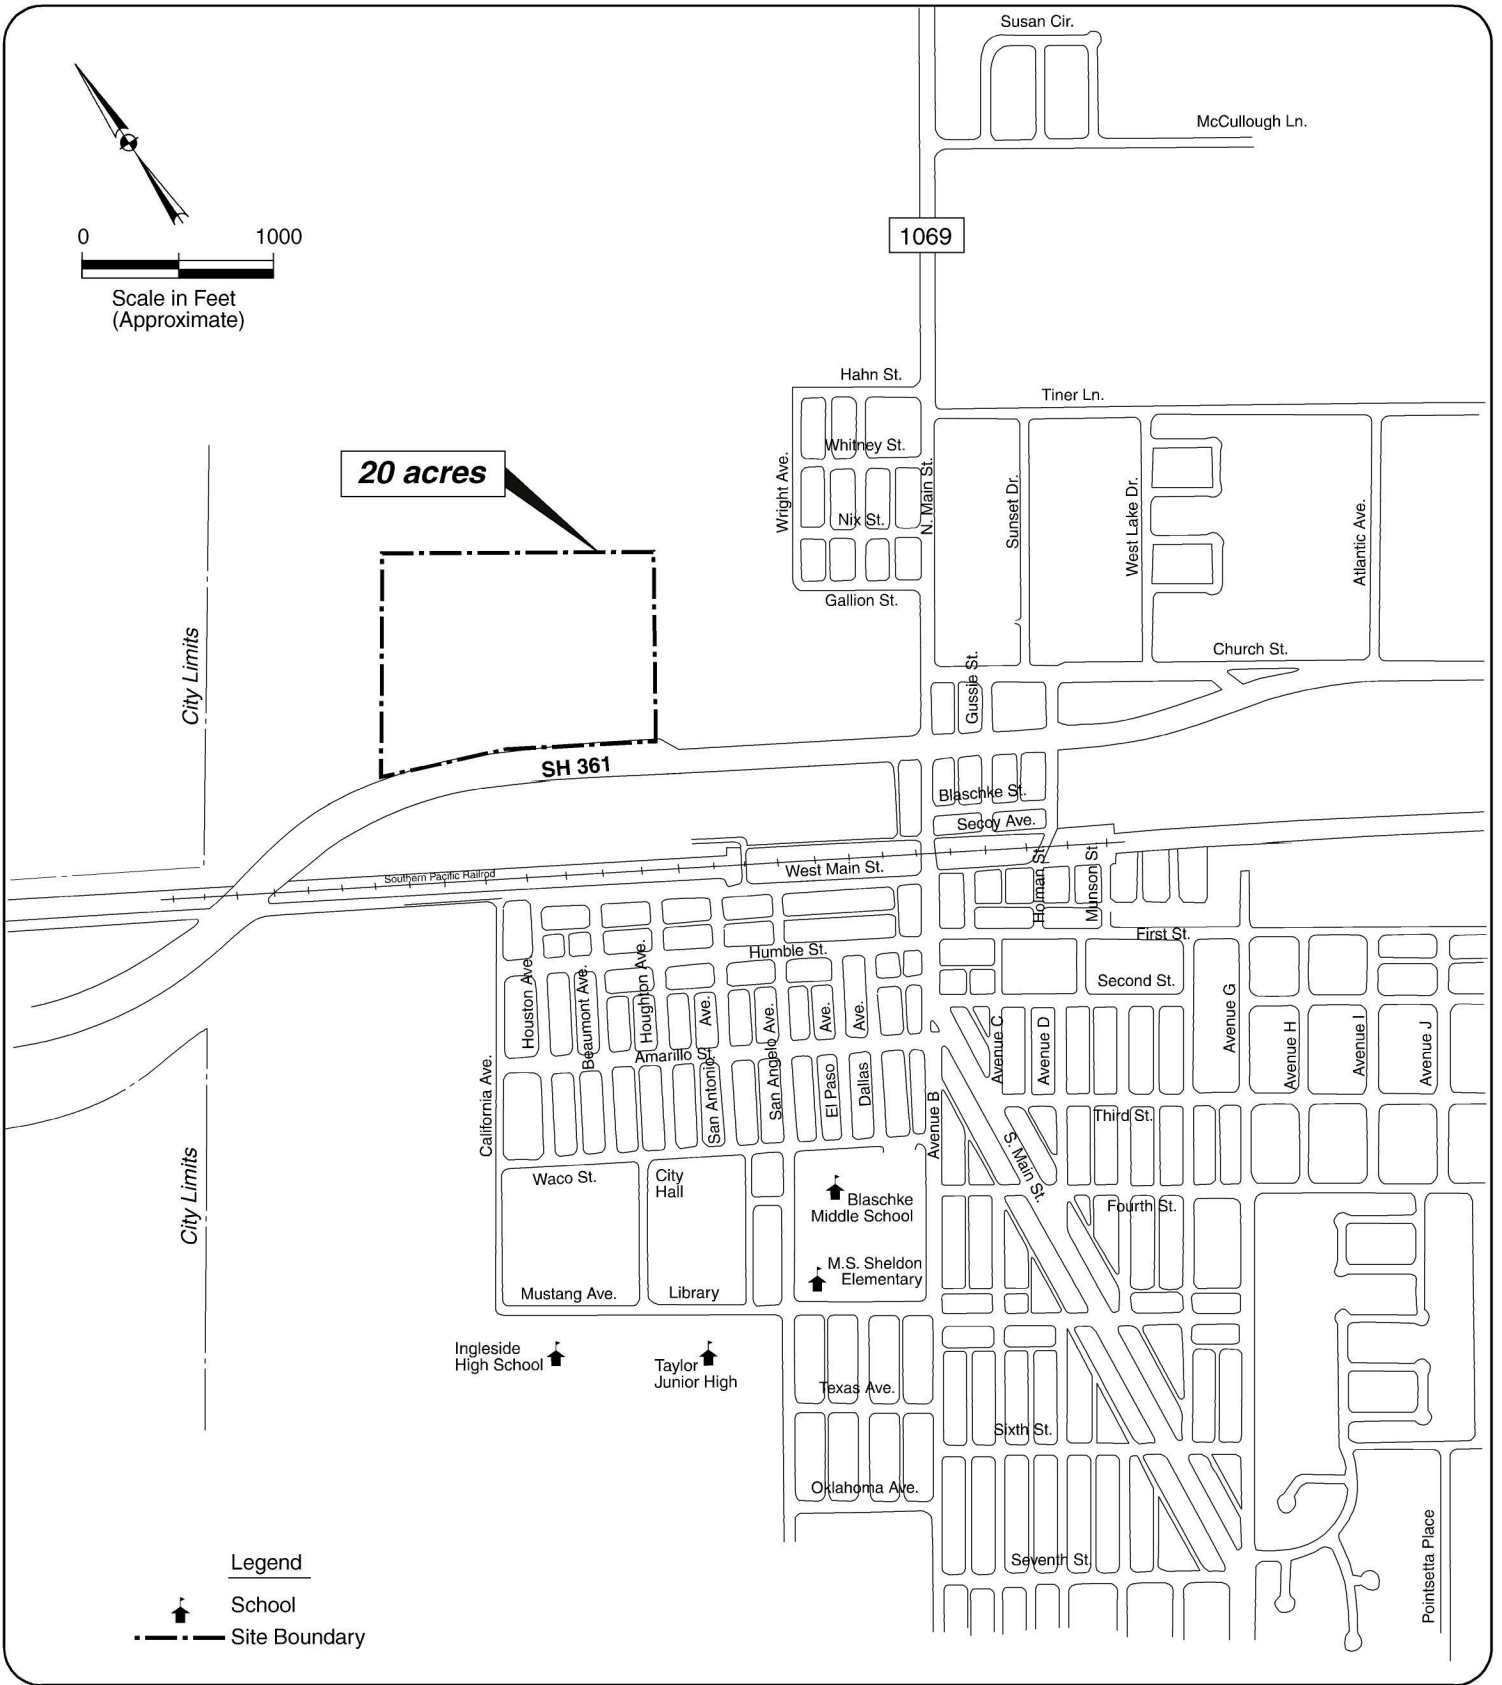 Susan Cir.
McCullough Ln.
0 1000
Scale in Feet
(Approximate)
1069
Hahn St.
Tiner Ln.
20 acres
Whitney St.
Wright Ave.
N. Main St.
Nix St.
Sunset Dr.
West Lake Dr.
Atlantic Ave.
Gallion St.
City Limits
Church St.
Gussie St.
SH 361
Blaschke St.
Secoy Ave.
Southern Pacific Railrod
West Main St.
Holman St.
Munson St.
First St.
Humble St.
Second St.
Houston Ave.
Beaumont Ave.
Houghton Ave.
Ave.
San Angelo Ave.
Ave.
Ave.
Avenue C
Avenue D
Avenue G
Avenue H
Avenue I
Avenue J
Amarillo St.
California Ave.
San Antonio
El Paso
Dallas
Avenue B
Third St.
S. Main St.
City Limits
Waco St.
City
Hall
Blaschke
Middle School
Fourth St.
M.S. Sheldon
Elementary
Mustang Ave.
Library
Ingleside
High School
Taylor
Junior High
Texas Ave.
Sixth St.
Oklahoma Ave.
Seventh St.
Pointsetta Place
Legend
School
Site Boundary